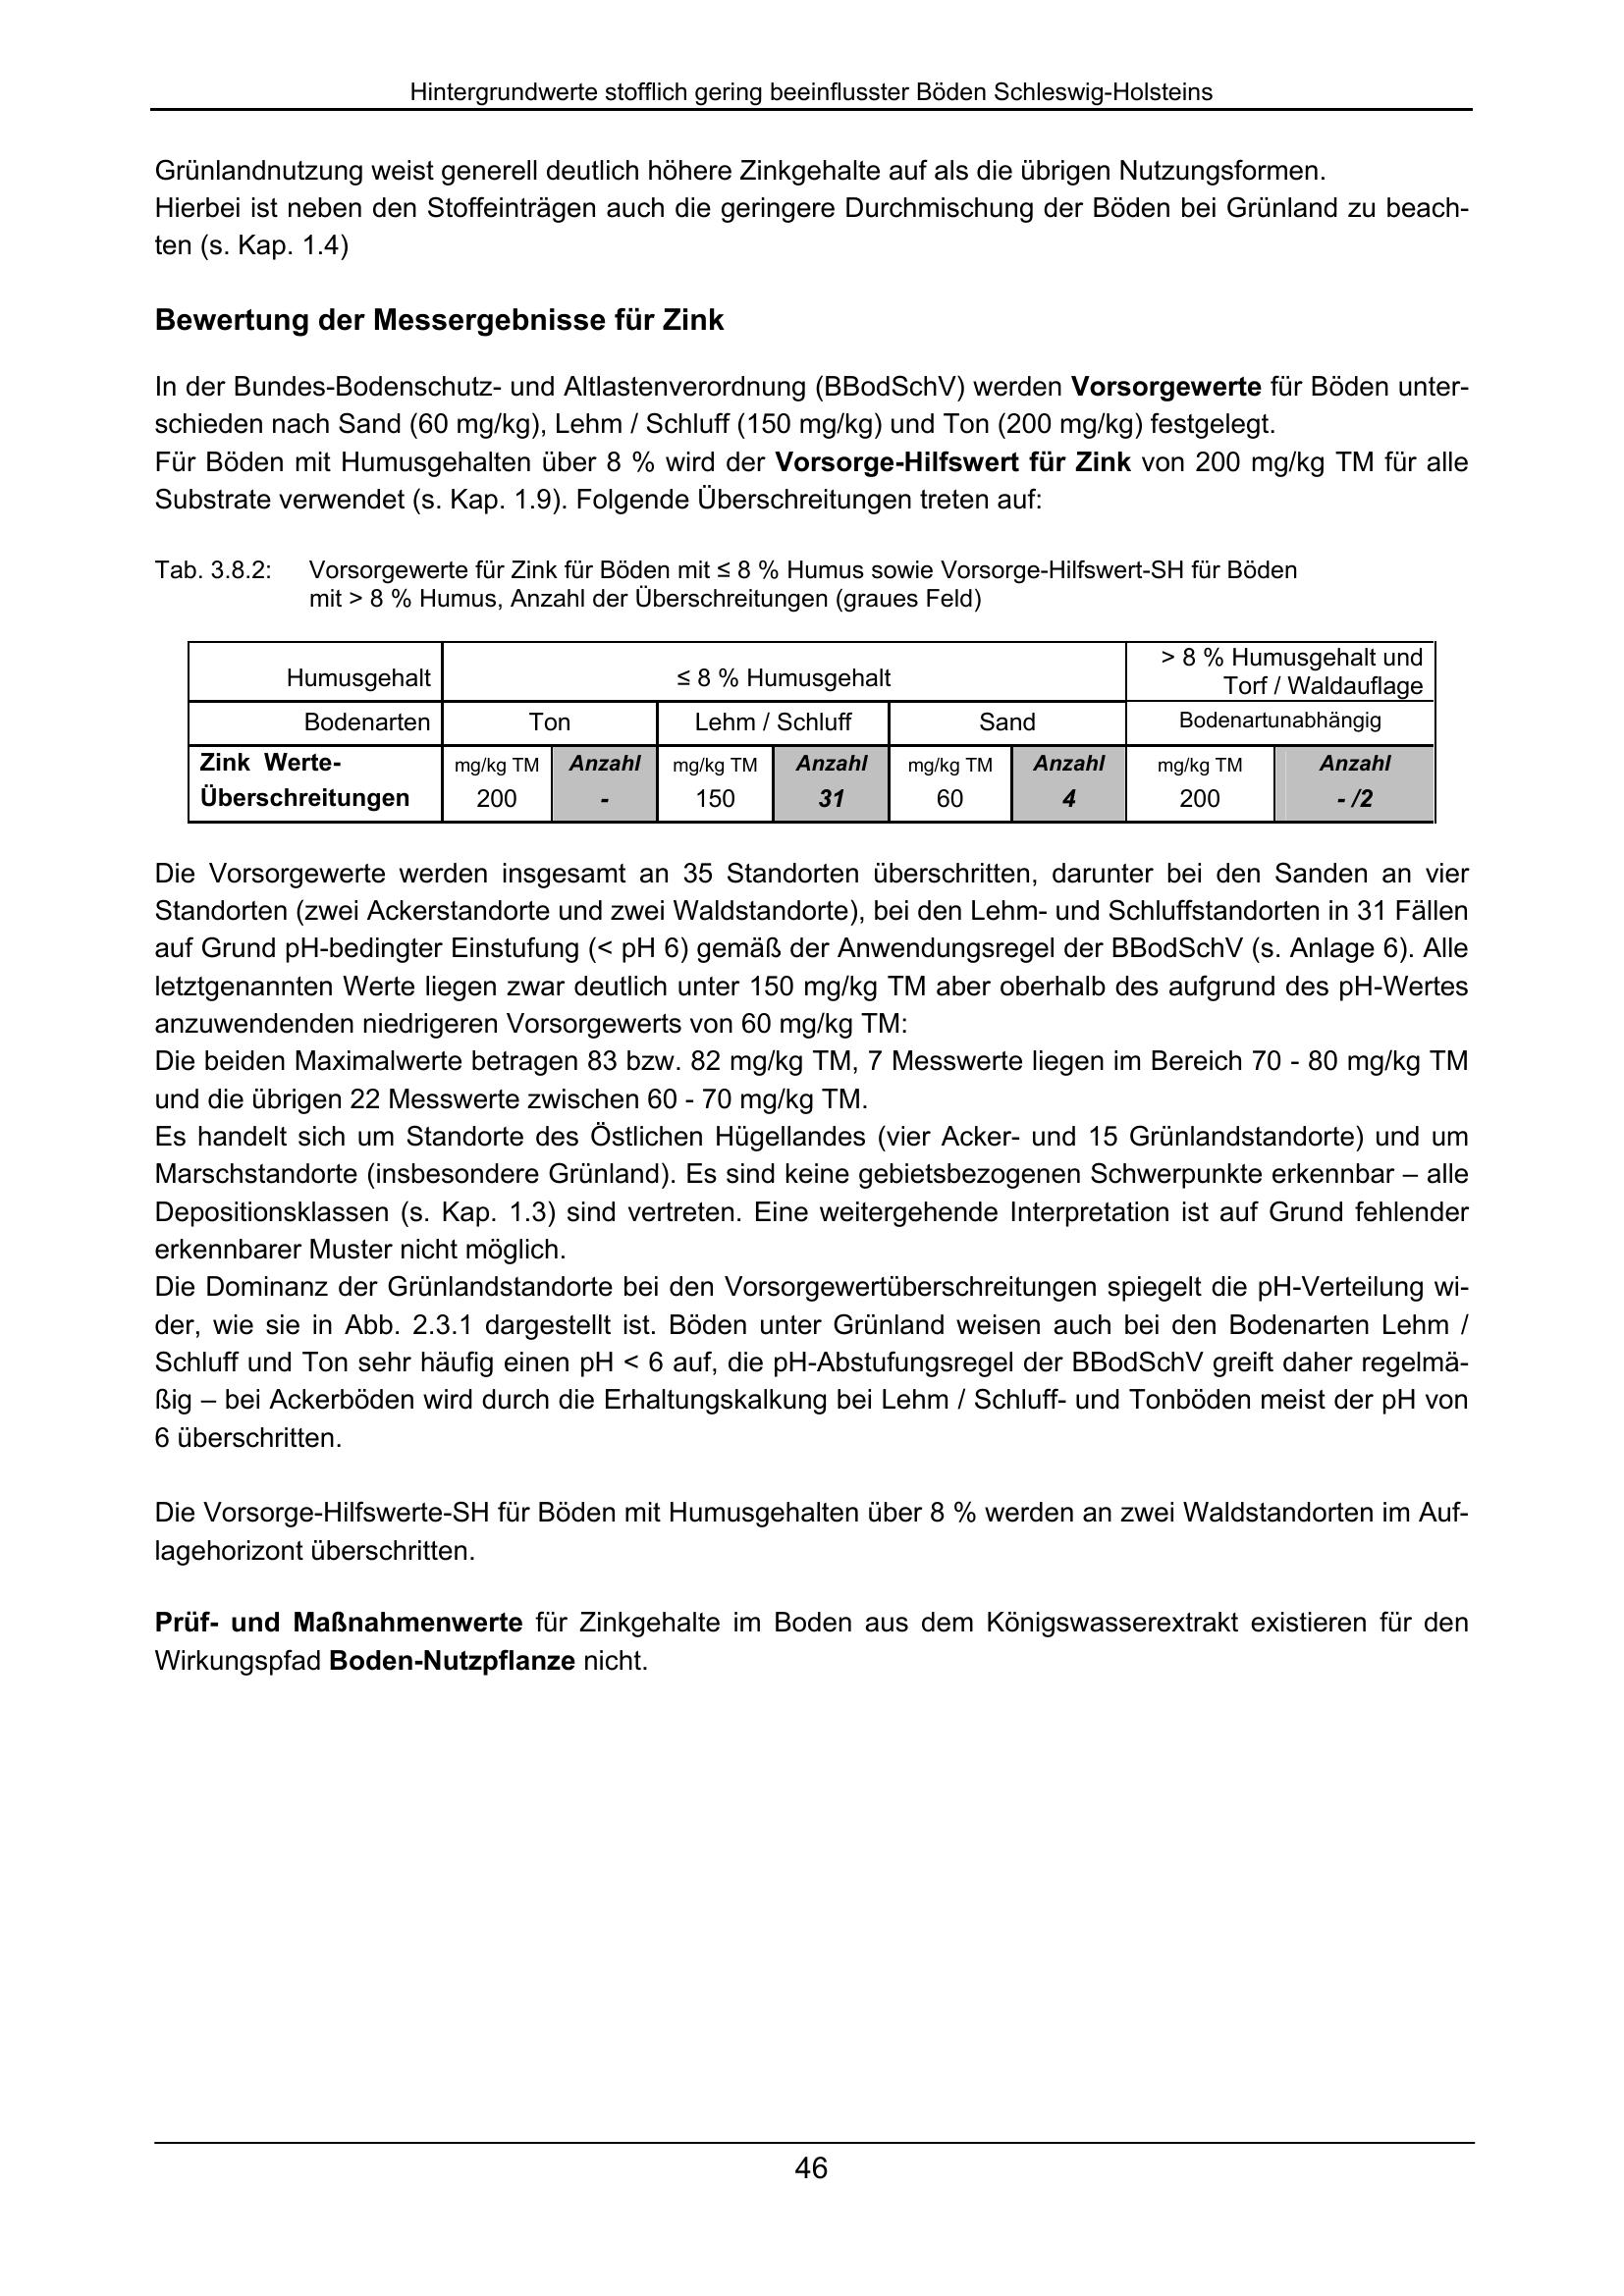 Hintergrundwerte stofflich gering beeinflusster Böden Schleswig-Holsteins
Grünlandnutzung weist generell deutlich höhere Zinkgehalte auf als die übrigen Nutzungsformen.
Hierbei ist neben den Stoffeinträgen auch die geringere Durchmischung der Böden bei Grünland zu beach-
ten (s. Kap. 1.4)
Bewertung der Messergebnisse für Zink
In der Bundes-Bodenschutz- und Altlastenverordnung (BBodSchV) werden Vorsorgewerte für Böden unter-
schieden nach Sand (60 mg/kg), Lehm / Schluff (150 mg/kg) und Ton (200 mg/kg) festgelegt.
Für Böden mit Humusgehalten über 8 % wird der Vorsorge-Hilfswert für Zink von 200 mg/kg TM für alle
Substrate verwendet (s. Kap. 1.9). Folgende Überschreitungen treten auf:
Tab. 3.8.2: Vorsorgewerte für Zink für Böden mit ≤ 8 % Humus sowie Vorsorge-Hilfswert-SH für Böden
mit > 8 % Humus, Anzahl der Überschreitungen (graues Feld)
Humusgehalt ≤ 8 % Humusgehalt > 8 % Humusgehalt und
Torf / Waldauflage
Bodenarten Ton Lehm / Schluff Sand Bodenartunabhängig
Zink Werte- mg/kg TM Anzahl mg/kg TM Anzahl mg/kg TM Anzahl mg/kg TM Anzahl
Überschreitungen 200 - 150 31 60 4 200 - /2
Die Vorsorgewerte werden insgesamt an 35 Standorten überschritten, darunter bei den Sanden an vier
Standorten (zwei Ackerstandorte und zwei Waldstandorte), bei den Lehm- und Schluffstandorten in 31 Fällen
auf Grund pH-bedingter Einstufung (< pH 6) gemäß der Anwendungsregel der BBodSchV (s. Anlage 6). Alle
letztgenannten Werte liegen zwar deutlich unter 150 mg/kg TM aber oberhalb des aufgrund des pH-Wertes
anzuwendenden niedrigeren Vorsorgewerts von 60 mg/kg TM:
Die beiden Maximalwerte betragen 83 bzw. 82 mg/kg TM, 7 Messwerte liegen im Bereich 70 - 80 mg/kg TM
und die übrigen 22 Messwerte zwischen 60 - 70 mg/kg TM.
Es handelt sich um Standorte des Östlichen Hügellandes (vier Acker- und 15 Grünlandstandorte) und um
Marschstandorte (insbesondere Grünland). Es sind keine gebietsbezogenen Schwerpunkte erkennbar – alle
Depositionsklassen (s. Kap. 1.3) sind vertreten. Eine weitergehende Interpretation ist auf Grund fehlender
erkennbarer Muster nicht möglich.
Die Dominanz der Grünlandstandorte bei den Vorsorgewertüberschreitungen spiegelt die pH-Verteilung wi-
der, wie sie in Abb. 2.3.1 dargestellt ist. Böden unter Grünland weisen auch bei den Bodenarten Lehm /
Schluff und Ton sehr häufig einen pH < 6 auf, die pH-Abstufungsregel der BBodSchV greift daher regelmä-
ßig – bei Ackerböden wird durch die Erhaltungskalkung bei Lehm / Schluff- und Tonböden meist der pH von
6 überschritten.
Die Vorsorge-Hilfswerte-SH für Böden mit Humusgehalten über 8 % werden an zwei Waldstandorten im Auf-
lagehorizont überschritten.
Prüf- und Maßnahmenwerte für Zinkgehalte im Boden aus dem Königswasserextrakt existieren für den
Wirkungspfad Boden-Nutzpflanze nicht.
46